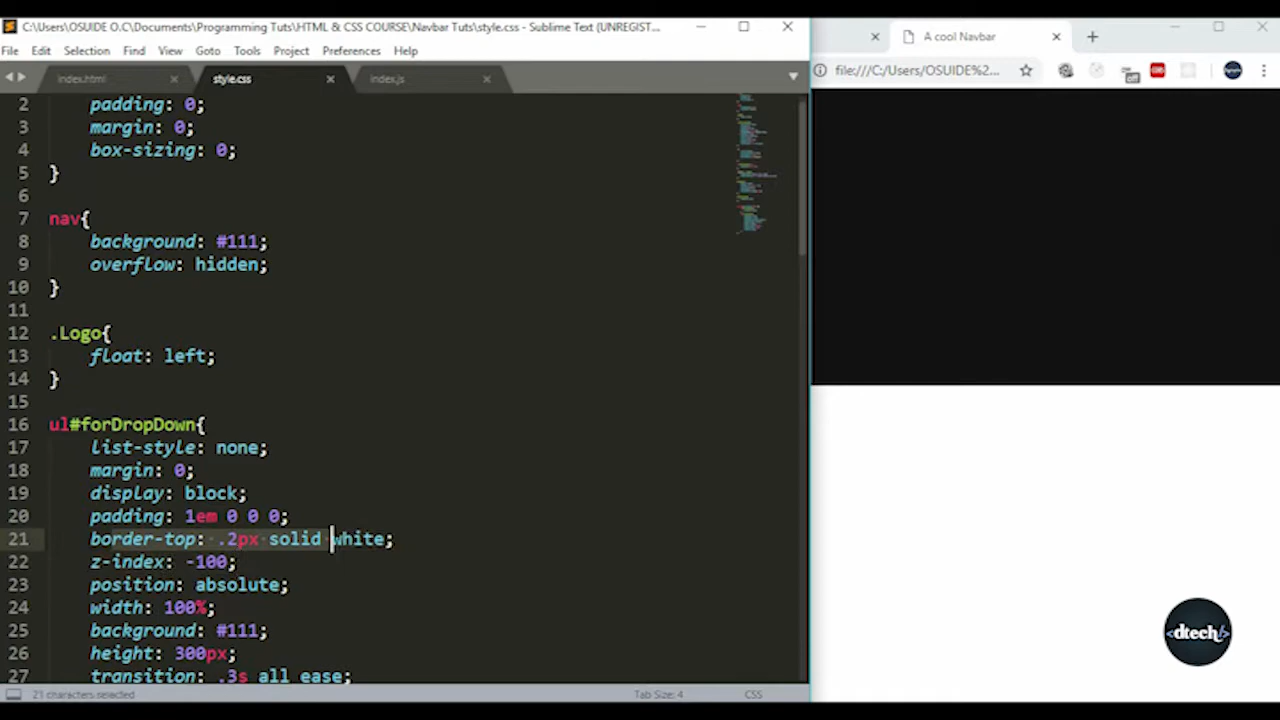 C:\Users\OSUIDE O.C\Documents\Programming Tuts\HTML & CSS COURSE\Navbar Tuts\style.css - Sublime Text (UNREGIST...
File Edit Selection Find View Goto Tools Project Preferences Help
index.html style.css index.js
2 padding: 0;
3 margin: 0;
4 box-sizing: 0;
5 }
6
7 nav{
8 background: #111;
9 overflow: hidden;
10 }
11
12 .Logo{
13 float: left;
14 }
15
16 ul#forDropDown{
17 list-style: none;
18 margin: 0;
19 display: block;
20 padding: 1em 0 0 0;
21 border-top: .2px solid white;
22 z-index: -100;
23 position: absolute;
24 width: 100%;
25 background: #111;
26 height: 300px;
27 transition: .3s all ease;
21 characters selected Tab Size: 4 CSS
A cool Navbar
file:///C:/Users/OSUIDE%2...
off
<dtech/>